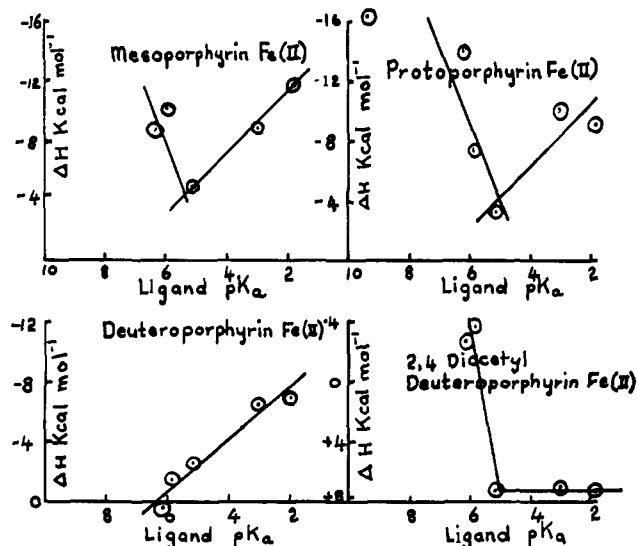 -16
-12
-8
-4
ΔH Kcal mol⁻¹
Mesoporphyrin Fe(II)
10 8 6 4 2
Ligand pKa
-16
-12
-8
-4
ΔH Kcal mol⁻¹
Protoporphyrin Fe(II)
10 8 6 4 2
Ligand pKa
-12
-8
-4
0
ΔH Kcal mol⁻¹
Deuteroporphyrin Fe(II)
8 6 4 2
Ligand pKa
-4
0
+4
+8
ΔH Kcal mol⁻¹
2,4 Diacetyl
Deuteroporphyrin Fe(II)
8 6 4 2
Ligand pKa